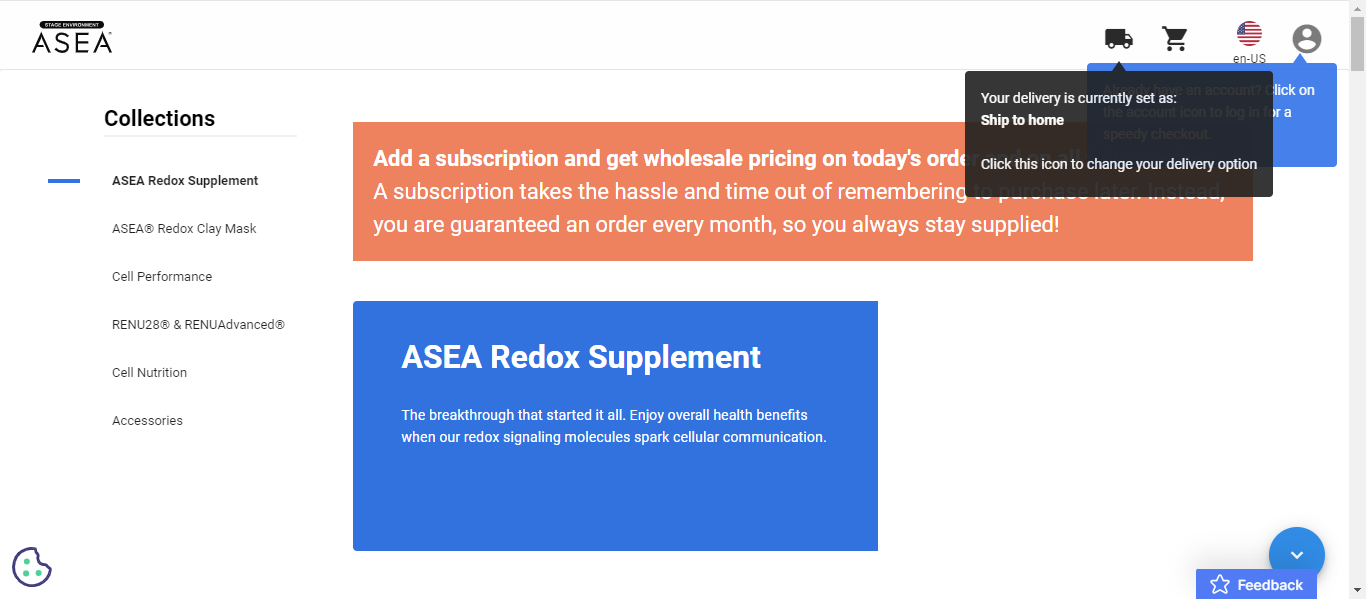 STAGE ENVIRONMENT
ASEA
en-US
Already have an account? Click on
the account icon to log in for a
speedy checkout.
Your delivery is currently set as:
Ship to home
Click this icon to change your delivery option
Collections
ASEA Redox Supplement
ASEA® Redox Clay Mask
Cell Performance
RENU28® & RENUAdvanced®
Cell Nutrition
Accessories
Add a subscription and get wholesale pricing on today's order
A subscription takes the hassle and time out of remembering to purchase later. Instead,
you are guaranteed an order every month, so you always stay supplied!
ASEA Redox Supplement
The breakthrough that started it all. Enjoy overall health benefits
when our redox signaling molecules spark cellular communication.
Feedback